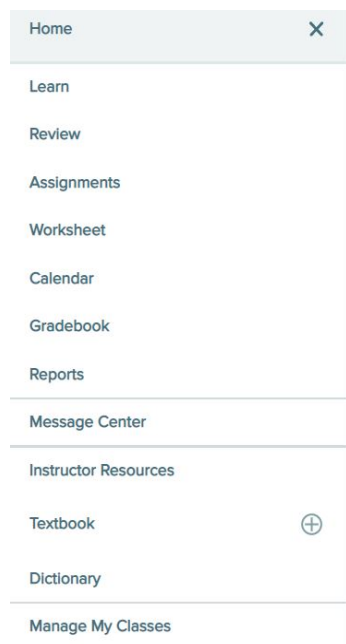 Home
Learn
Review
Assignments
Worksheet
Calendar
Gradebook
Reports
Message Center
Instructor Resources
Textbook
Dictionary
Manage My Classes